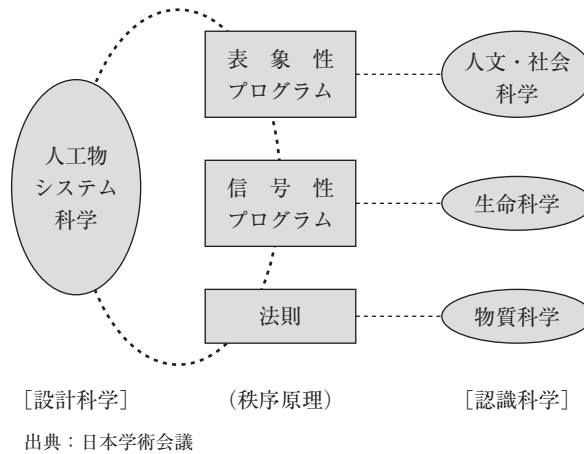 表象性
プログラム
人文・社会
科学
人工物
システム
科学
信号性
プログラム
生命科学
法則
物質科学
［設計科学］
（秩序原理）
［認識科学］
出典：日本学術会議